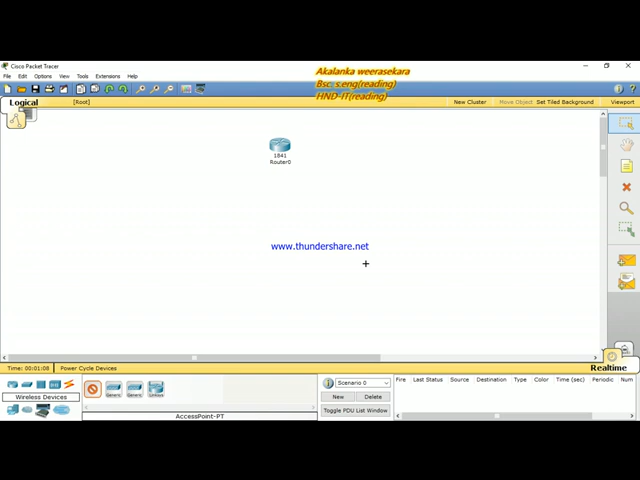 Cisco Packet Tracer
Akalanka weerasekara
Bsc. s.eng(reading)
HND-IT(reading)
File Edit Options View Tools Extensions Help
Logical [Root] New Cluster Move Object Set Tiled Background Viewport
1841
Router0
www.thundershare.net
Time: 00:01:08 Power Cycle Devices Realtime
Scenario 0
Fire Last Status Source Destination Type Color Time (sec) Periodic Num
Generic Generic Linksys
Wireless Devices
New Delete
Toggle PDU List Window
AccessPoint-PT